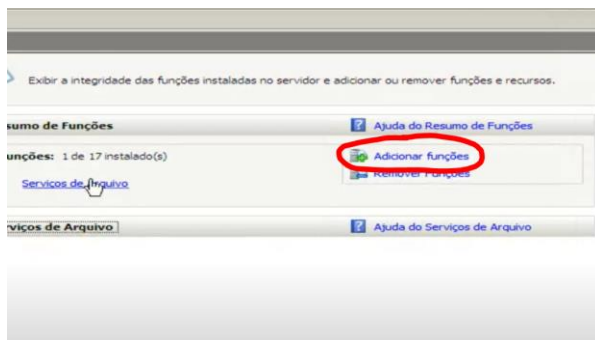 Exibir a integridade das funções instaladas no servidor e adicionar ou remover funções e recursos.
sumo de Funções
Ajuda do Resumo de Funções
unções: 1 de 17 instalado(s)
Adicionar funções
Serviços de Arquivo
Remover Funções
rviços de Arquivo
Ajuda do Serviços de Arquivo